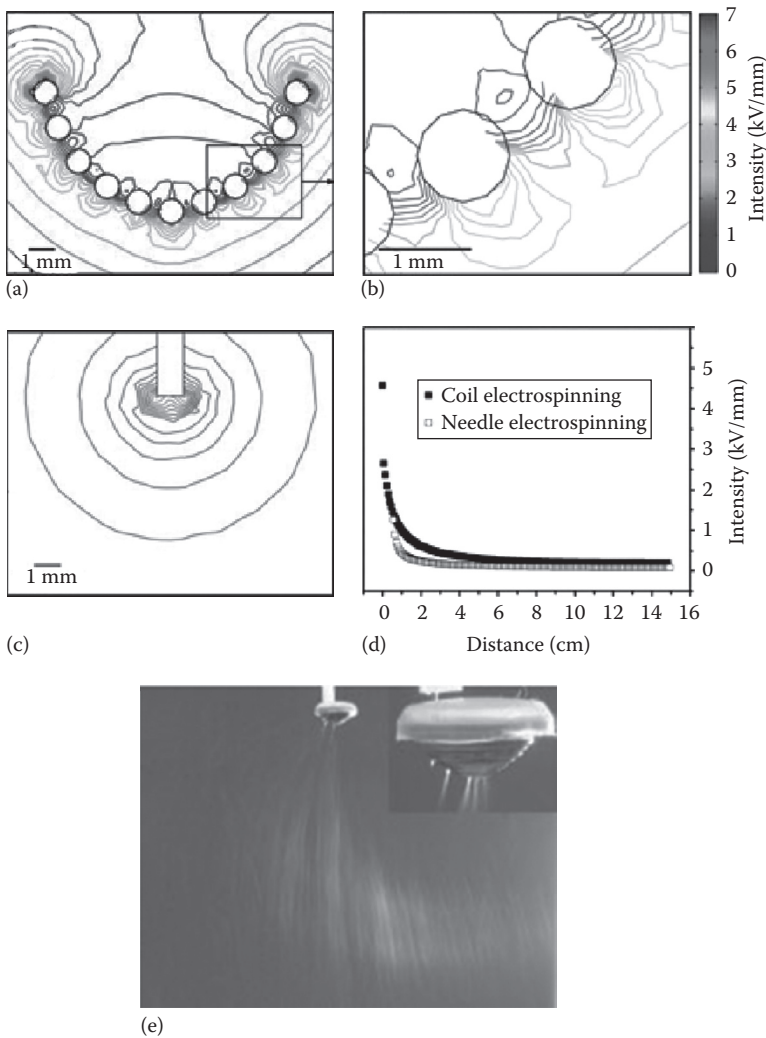 7
6
5
4
3
2
1
0
Intensity (kV/mm)
1 mm
1 mm
(a)
(b)
5
4
3
2
1
0
Intensity (kV/mm)
Coil electrospinning
Needle electrospinning
1 mm
0 2 4 6 8 10 12 14 16
(c)
(d)
Distance (cm)
(e)